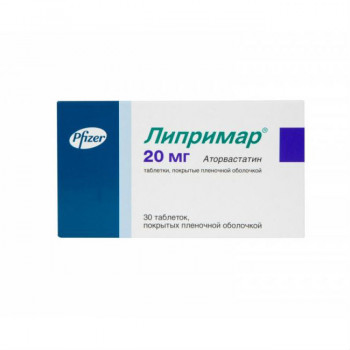 Pfizer
Липримар®
20 мг
Аторвастатин
таблетки, покрытые пленочной оболочкой
30 таблеток,
покрытых пленочной оболочкой